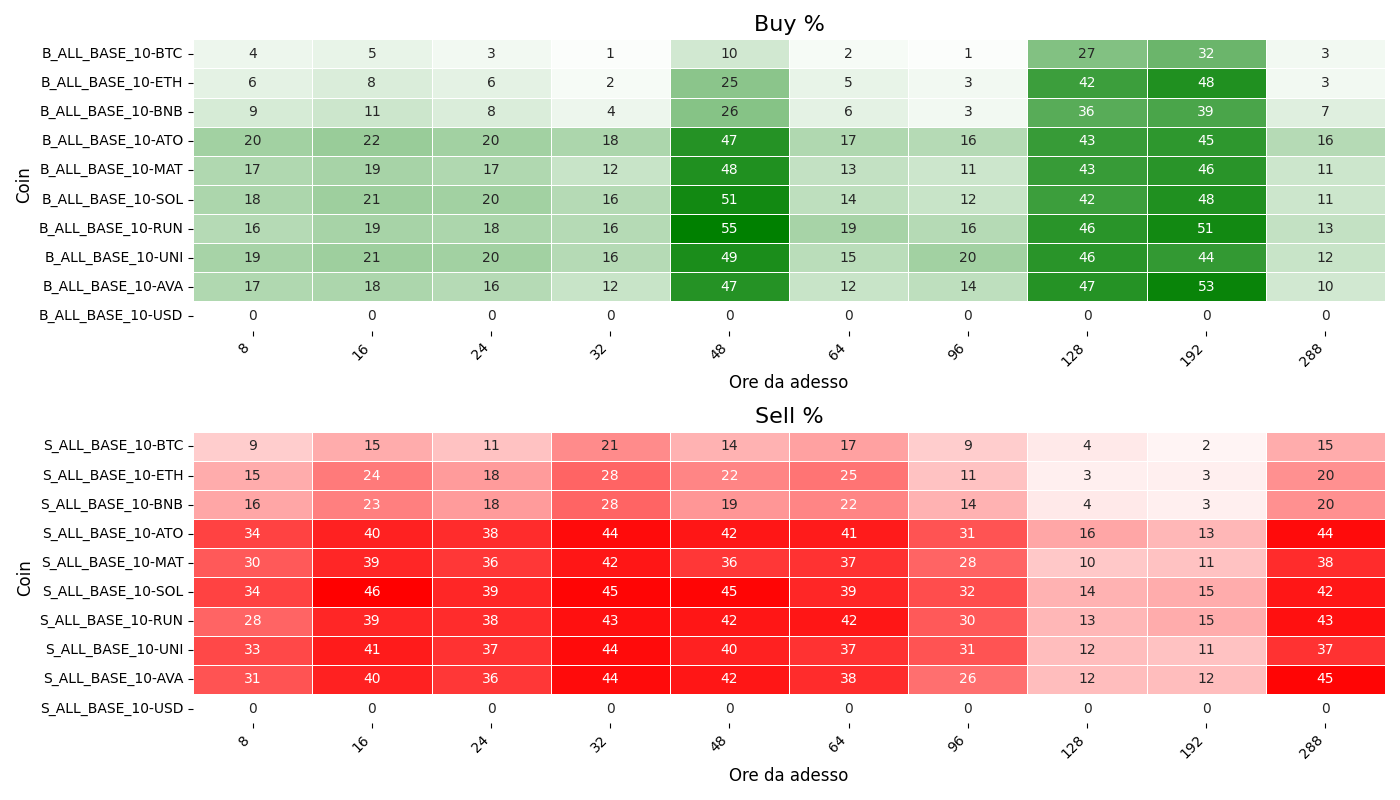 Buy %
Coin
B_ALL_BASE_10-BTC 4 5 3 1 10 2 1 27 32 3
B_ALL_BASE_10-ETH 6 8 6 2 25 5 3 42 48 3
B_ALL_BASE_10-BNB 9 11 8 4 26 6 3 36 39 7
B_ALL_BASE_10-ATO 20 22 20 18 47 17 16 43 45 16
B_ALL_BASE_10-MAT 17 19 17 12 48 13 11 43 46 11
B_ALL_BASE_10-SOL 18 21 20 16 51 14 12 42 48 11
B_ALL_BASE_10-RUN 16 19 18 16 55 19 16 46 51 13
B_ALL_BASE_10-UNI 19 21 20 16 49 15 20 46 44 12
B_ALL_BASE_10-AVA 17 18 16 12 47 12 14 47 53 10
B_ALL_BASE_10-USD 0 0 0 0 0 0 0 0 0 0
8 16 24 32 48 64 96 128 192 288
Ore da adesso
Sell %
Coin
S_ALL_BASE_10-BTC 9 15 11 21 14 17 9 4 2 15
S_ALL_BASE_10-ETH 15 24 18 28 22 25 11 3 3 20
S_ALL_BASE_10-BNB 16 23 18 28 19 22 14 4 3 20
S_ALL_BASE_10-ATO 34 40 38 44 42 41 31 16 13 44
S_ALL_BASE_10-MAT 30 39 36 42 36 37 28 10 11 38
S_ALL_BASE_10-SOL 34 46 39 45 45 39 32 14 15 42
S_ALL_BASE_10-RUN 28 39 38 43 42 42 30 13 15 43
S_ALL_BASE_10-UNI 33 41 37 44 40 37 31 12 11 37
S_ALL_BASE_10-AVA 31 40 36 44 42 38 26 12 12 45
S_ALL_BASE_10-USD 0 0 0 0 0 0 0 0 0 0
8 16 24 32 48 64 96 128 192 288
Ore da adesso